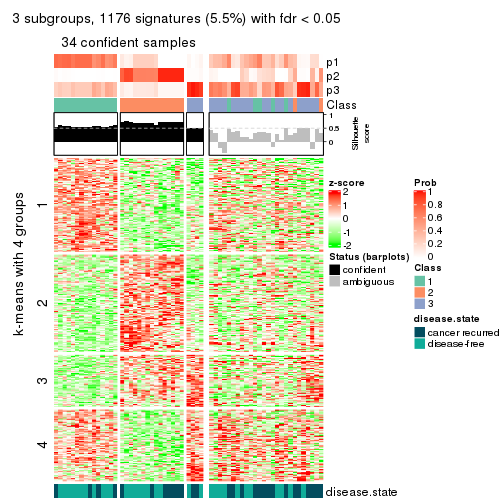 3 subgroups, 1176 signatures (5.5%) with fdr < 0.05
34 confident samples
p1
p2
p3
Class
1
0.5
0
Silhouette
score
k-means with 4 groups
1
2
3
4
z-score
2
1
0
-1
-2
Status (barplots)
confident
ambiguous
Prob
1
0.8
0.6
0.4
0.2
0
Class
1
2
3
disease.state
cancer recurred
disease-free
disease.state